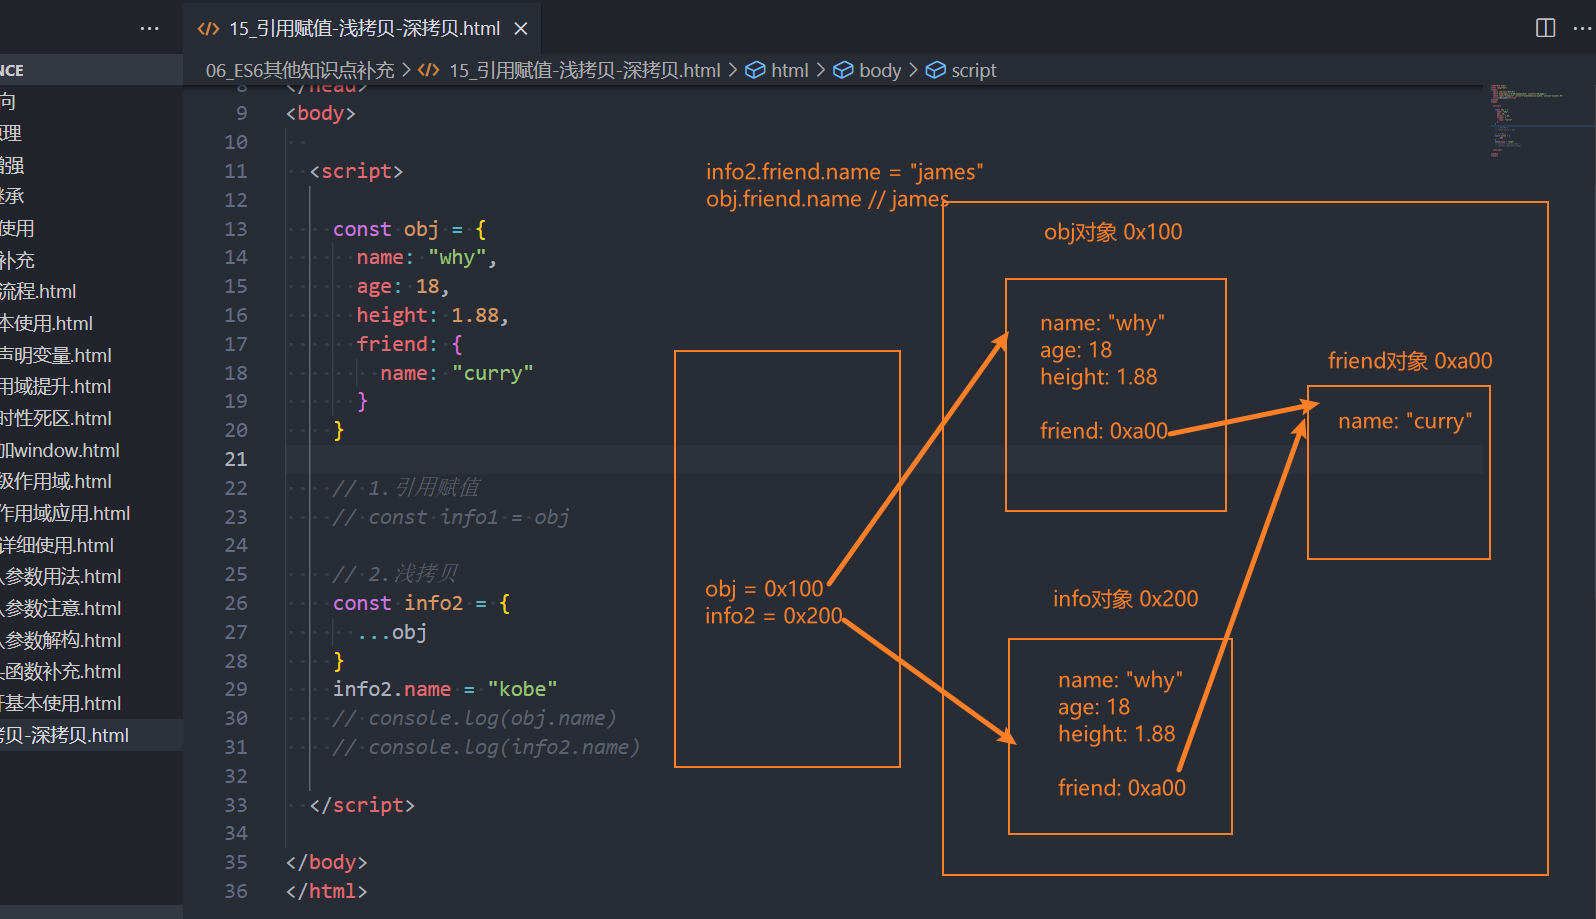 15_引用赋值-浅拷贝-深拷贝.html
06_ES6其他知识点补充 > 15_引用赋值-浅拷贝-深拷贝.html > html > body > script
NCE
向
原理
增强
继承
使用
补充
流程.html
本使用.html
声明变量.html
用域提升.html
时性死区.html
加window.html
级作用域.html
作用域应用.html
详细使用.html
参数用法.html
参数注意.html
参数解构.html
函数补充.html
基本使用.html
拷贝-深拷贝.html
8 </head>
9 <body>
10
11 <script>
12
13 const obj = {
14 name: "why",
15 age: 18,
16 height: 1.88,
17 friend: {
18 name: "curry"
19 }
20 }
21
22 // 1.引用赋值
23 // const info1 = obj
24
25 // 2.浅拷贝
26 const info2 = {
27 ...obj
28 }
29 info2.name = "kobe"
30 // console.log(obj.name)
31 // console.log(info2.name)
32
33 </script>
34
35 </body>
36 </html>
info2.friend.name = "james"
obj.friend.name // james
obj对象 0x100
name: "why"
age: 18
height: 1.88
friend: 0xa00
friend对象 0xa00
name: "curry"
obj = 0x100
info2 = 0x200
info对象 0x200
name: "why"
age: 18
height: 1.88
friend: 0xa00